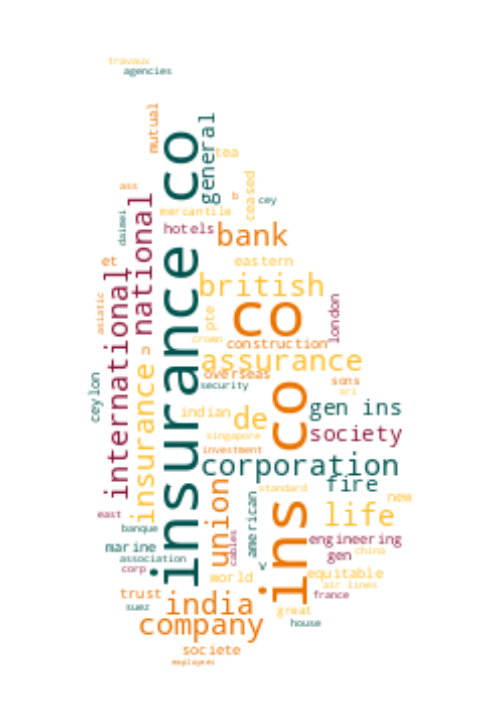 travaux
agencies
mutual
insurance co
general
tea
ass
b
ceased
cey
mercantile
daimei
national
hotels
bank
et
eastern
international
british
asiatic
co
london
pte
crown
construction
insurance
assurance
overseas
security
sons
sri
ceylon
indian
de
gen ins
singapore
society
investment
corporation
ins co
fire
union
standard
american
new
life
east
banque
cables
engineering
marine
gen
china
association
corp
v
world
equitable
air lines
trust
france
suez
india
great
company
house
societe
employees